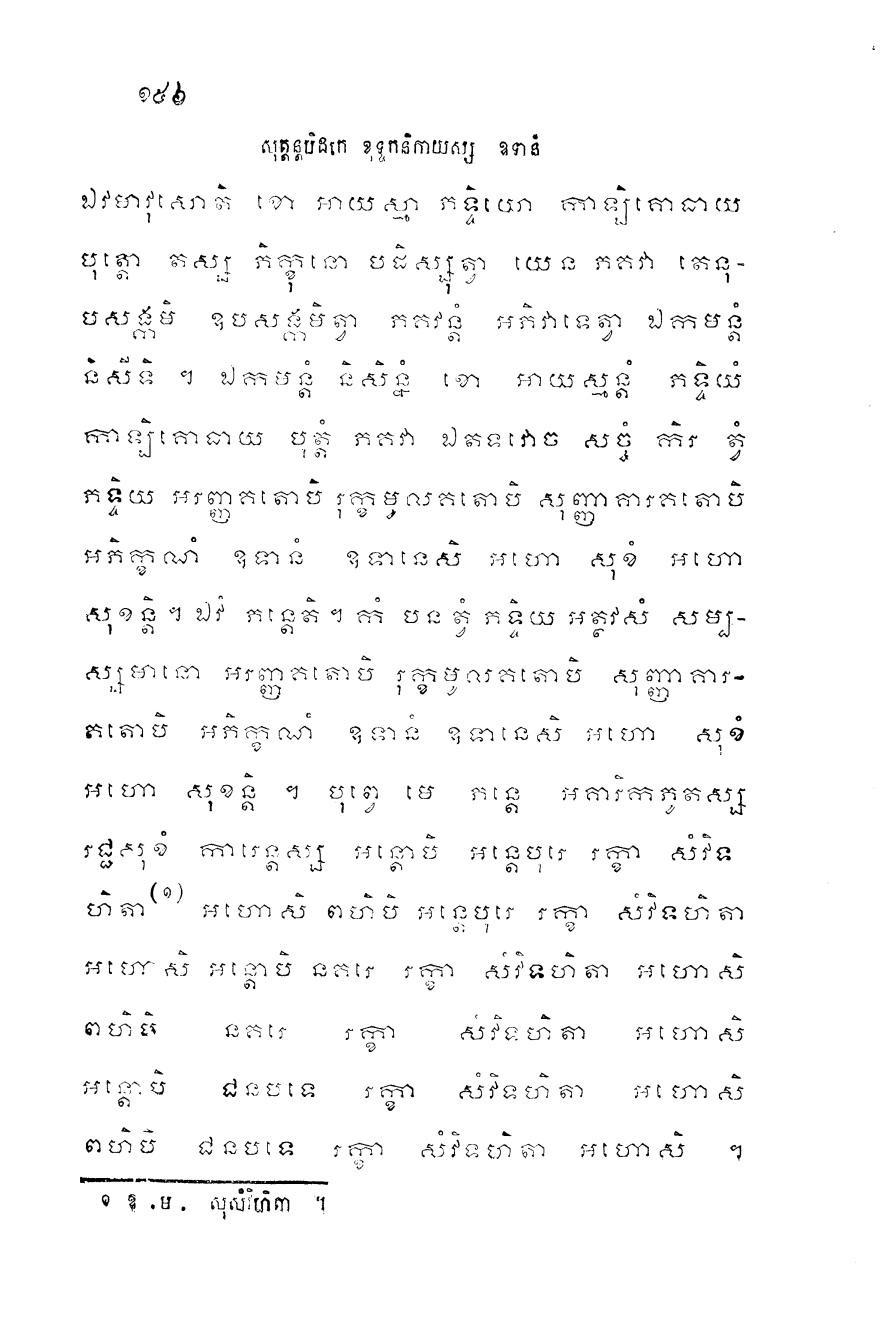 ១៩៦
សុត្តន្តបិដកេ ខុទ្ទកនិកាយស្ស ឧទានំ
ឯវមាវុសោតិ ខោ អាយស្មា ភទ្ទិយោ កាឡិគោធាយ
បុត្តោ តស្ស ភិក្ខុនោ បដិស្សុត្វា យេន ភគវា តេនុ-
បសង្កមិ ឧបសង្កមិត្វា ភគវន្តំ អភិវាទេត្វា ឯកមន្តំ
និសីទិ ។ ឯកមន្តំ និសិន្នំ ខោ អាយស្មន្តំ ភទ្ទិយំ
កាឡិគោធាយ បុត្តំ ភគវា ឯតទវោច សច្ចំ កិរ ត្វំ
ភទ្ទិយ អរញ្ញគតោបិ រុក្ខមូលគតោបិ សុញ្ញាគារគតោបិ
អភិក្ខណំ ឧទានំ ឧទានេសិ អហោ សុខំ អហោ
សុខន្តិ ។ ឯវំ ភន្តេតិ ។ កំ បន ត្វំ ភទ្ទិយ អត្ថវសំ សម្ប-
ស្សមានោ អរញ្ញគតោបិ រុក្ខមូលគតោបិ សុញ្ញាគារ-
គតោបិ អភិក្ខណំ ឧទានំ ឧទានេសិ អហោ សុខំ
អហោ សុខន្តិ ។ បុព្វេ មេ ភន្តេ អគារិកភូតស្ស
រជ្ជសុខំ ការេន្តស្ស អន្តោបិ អន្តេបុរេ រក្ខា សំវិទ
ហិតា(១) អហោសិ ពហិបិ អន្តេបុរេ រក្ខា សំវិទហិតា
អហោសិ អន្តោបិ នគរេ រក្ខា សំវិទហិតា អហោសិ
ពហិបិ នគរេ រក្ខា សំវិទហិតា អហោសិ
អន្តោបិ ជនបទេ រក្ខា សំវិទហិតា អហោសិ
ពហិបិ ជនបទេ រក្ខា សំវិទហិតា អហោសិ ។
១ ឱ.ម. សុសំវិហិតា ។